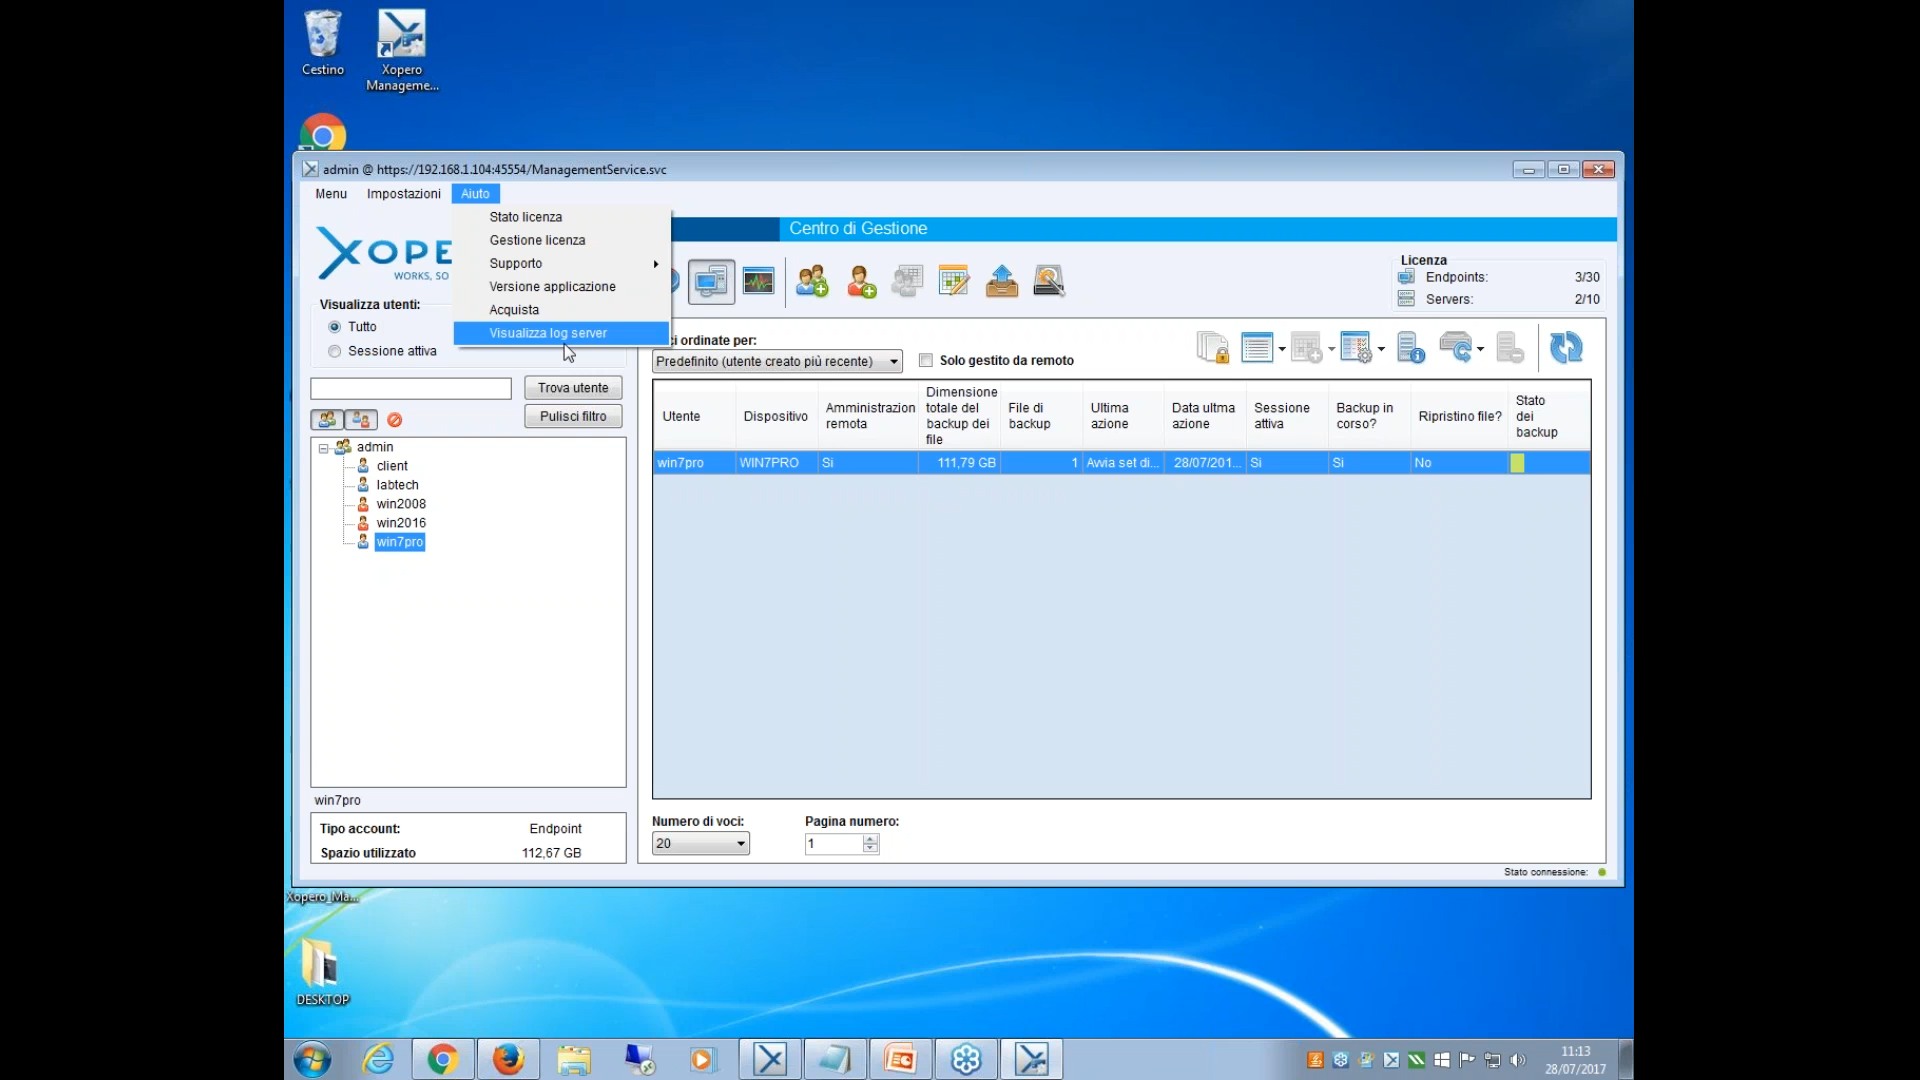 Cestino
Xopero
Manageme...
admin @ https://192.168.1.104:45554/ManagementService.svc
Menu Impostazioni Aiuto
Stato licenza
Gestione licenza
Supporto
Versione applicazione
Acquista
Visualizza log server
XOPE
WORKS, SO
Centro di Gestione
Licenza
Endpoints: 3/30
Servers: 2/10
Visualizza utenti:
Tutto
Sessione attiva
Trova utente
Pulisci filtro
admin
client
labtech
win2008
win2016
win7pro
win7pro
Tipo account: Endpoint
Spazio utilizzato 112,67 GB
ordinate per:
Predefinito (utente creato più recente)
Solo gestito da remoto
Utente
Dispositivo
Amministrazion
remota
Dimensione
totale del
backup dei
file
File di
backup
Ultima
azione
Data ultma
azione
Sessione
attiva
Backup in
corso?
Ripristino file?
Stato
dei
backup
win7pro WIN7PRO Si 111,79 GB 1 Avvia set di... 28/07/201... Si Si No
Numero di voci:
20
Pagina numero:
1
Stato connessione:
Xopero_Ma...
DESKTOP
11:13
28/07/2017